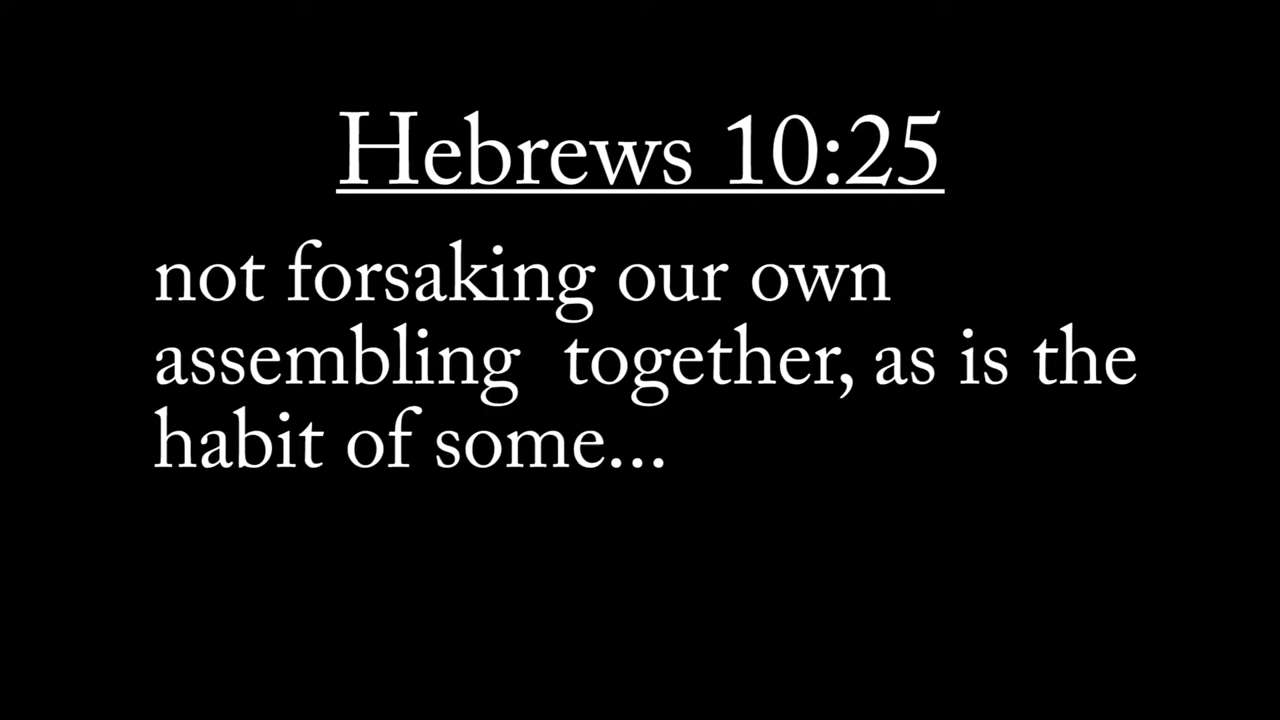 Hebrews 10:25
not forsaking our own
assembling  together, as is the
habit of some...